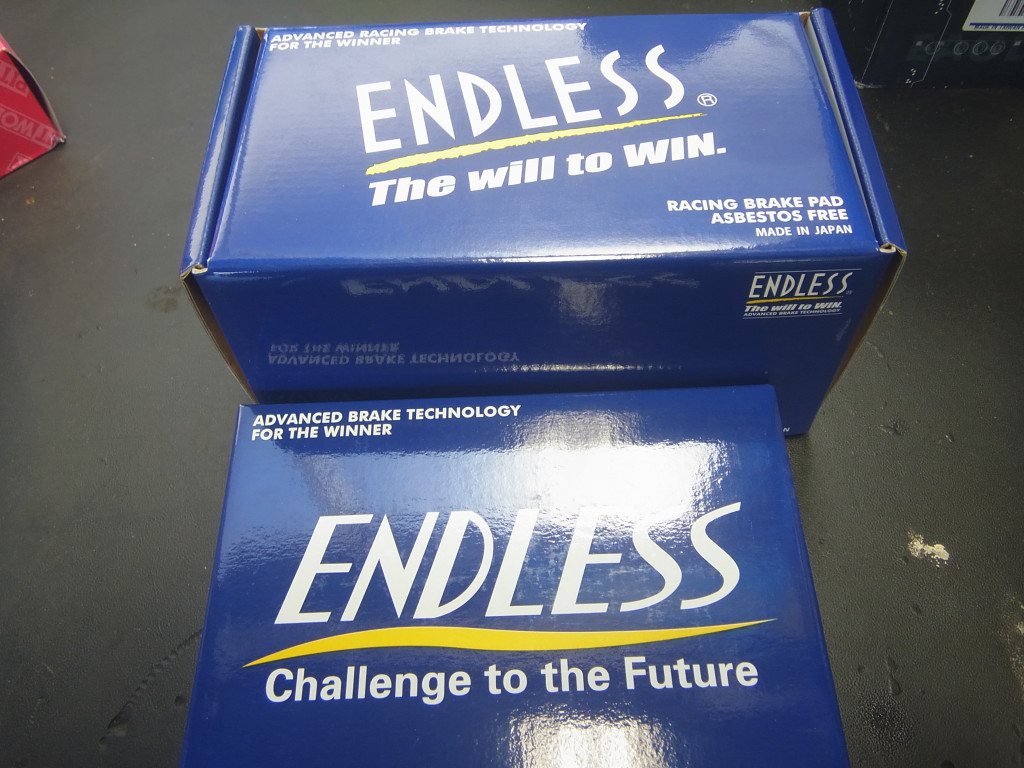 ADVANCED RACING BRAKE TECHNOLOGY
FOR THE WINNER
ENDLESS®
The will to WIN.
RACING BRAKE PAD
ASBESTOS FREE
MADE IN JAPAN
ENDLESS®
The will to WIN.
ADVANCED BRAKE TECHNOLOGY
ADVANCED BRAKE TECHNOLOGY
FOR THE WINNER
ENDLESS
Challenge to the Future